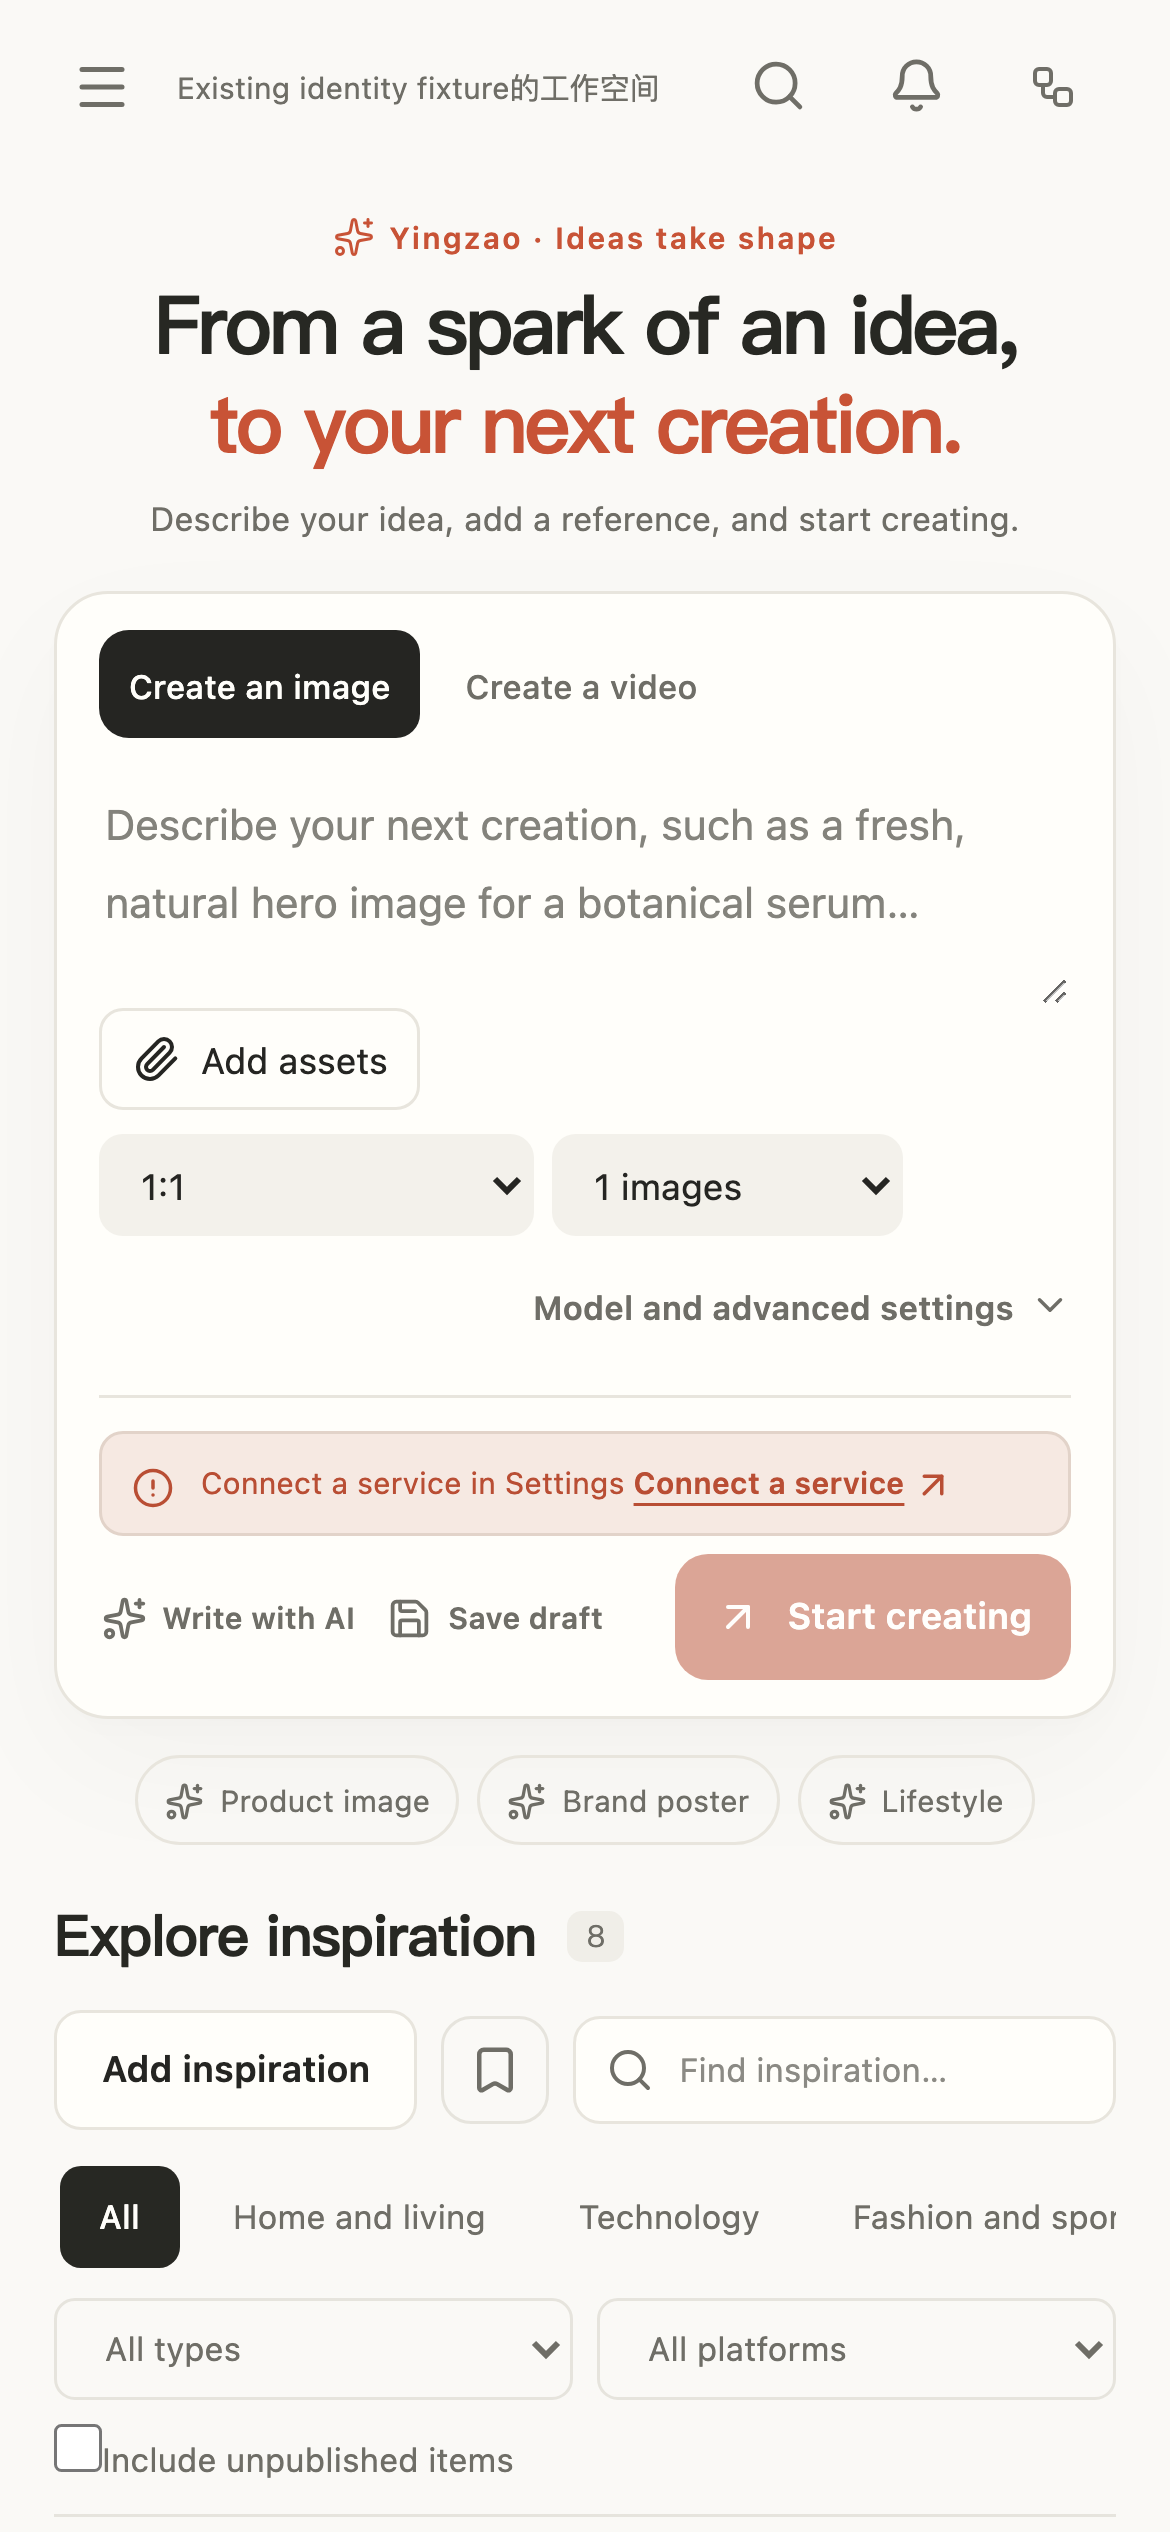 Existing identity fixture的工作空间
Yingzao · Ideas take shape
From a spark of an idea,
to your next creation.
Describe your idea, add a reference, and start creating.
Create an image
Create a video
Describe your next creation, such as a fresh,
natural hero image for a botanical serum...
Add assets
1:1
1 images
Model and advanced settings
Connect a service in Settings Connect a service
Write with AI
Save draft
Start creating
Product image
Brand poster
Lifestyle
Explore inspiration 8
Add inspiration
Find inspiration...
All
Home and living
Technology
Fashion and spor
All types
All platforms
Include unpublished items